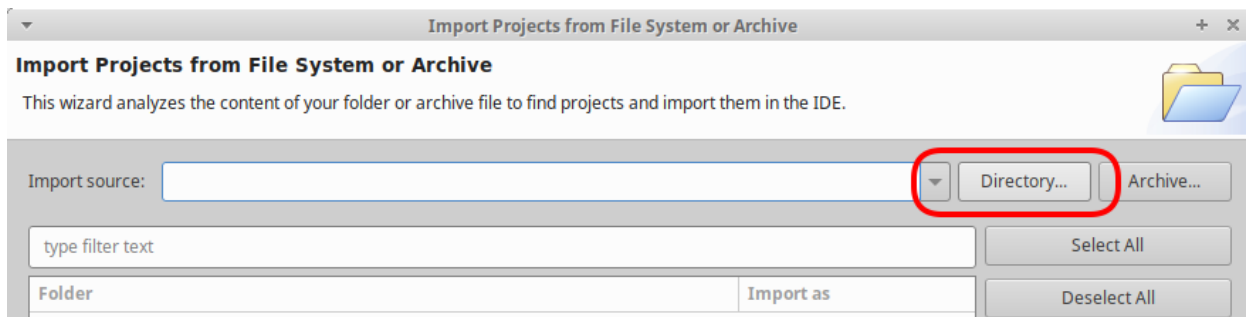 Import Projects from File System or Archive
Import Projects from File System or Archive
This wizard analyzes the content of your folder or archive file to find projects and import them in the IDE.
Import source: Directory... Archive...
type filter text Select All
Folder Import as Deselect All